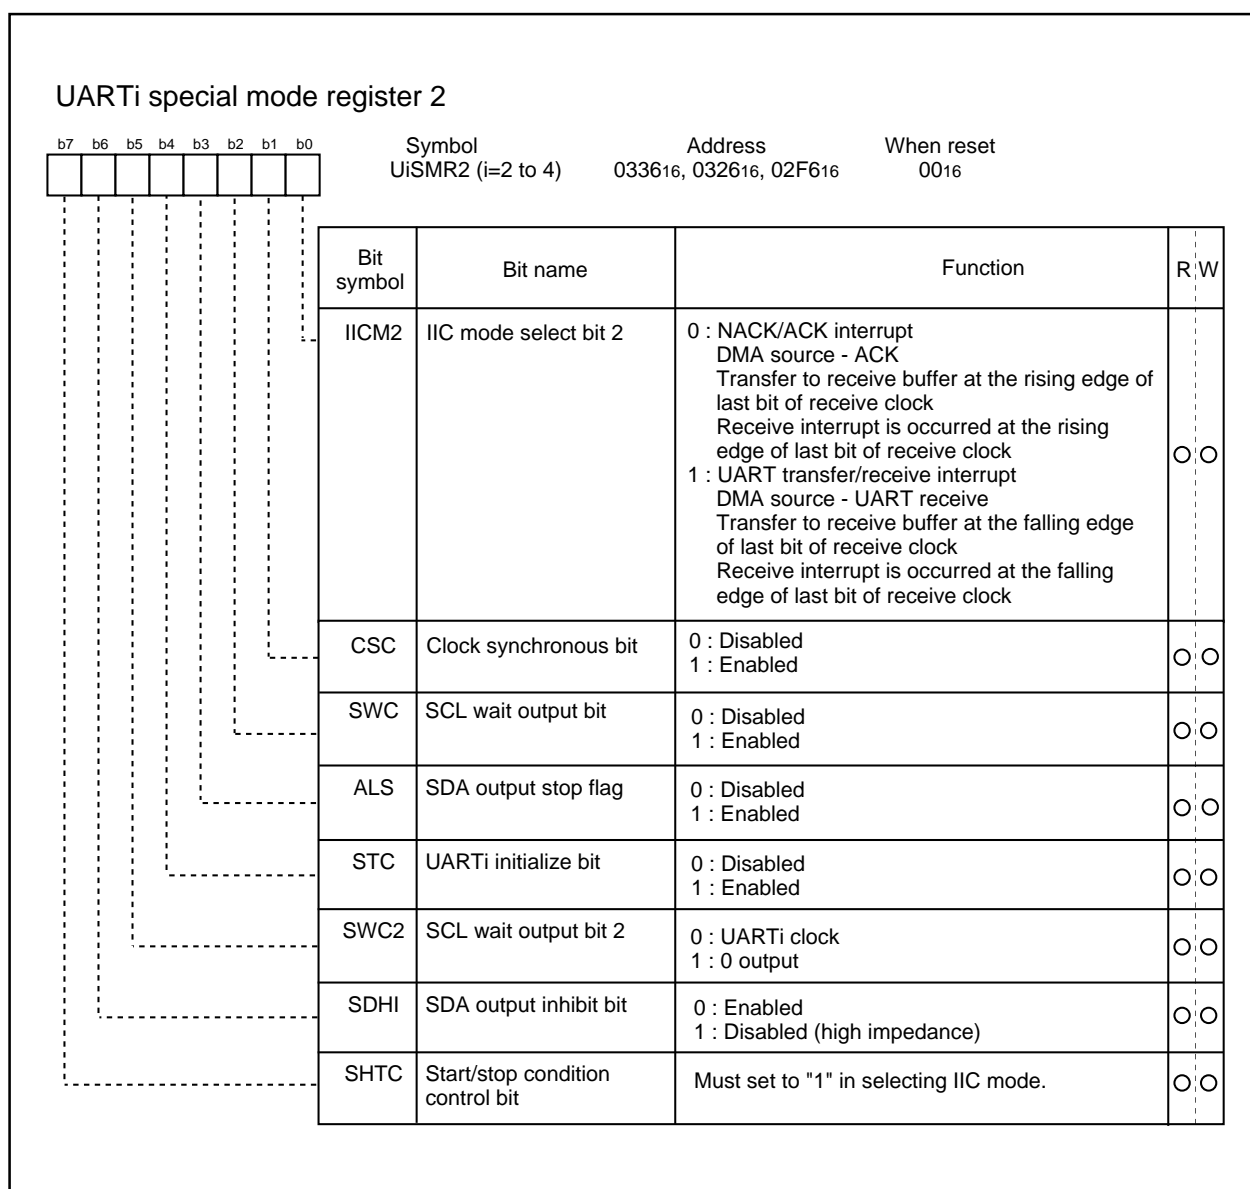 UARTi special mode register 2
b7 b6 b5 b4 b3 b2 b1 b0
Symbol Address When reset
UiSMR2 (i=2 to 4) 033616, 032616, 02F616 0016
Bit symbol Bit name Function R W
IICM2 IIC mode select bit 2 0 : NACK/ACK interrupt
DMA source - ACK
Transfer to receive buffer at the rising edge of
last bit of receive clock
Receive interrupt is occurred at the rising
edge of last bit of receive clock
1 : UART transfer/receive interrupt
DMA source - UART receive
Transfer to receive buffer at the falling edge
of last bit of receive clock
Receive interrupt is occurred at the falling
edge of last bit of receive clock
CSC Clock synchronous bit 0 : Disabled
1 : Enabled
SWC SCL wait output bit 0 : Disabled
1 : Enabled
ALS SDA output stop flag 0 : Disabled
1 : Enabled
STC UARTi initialize bit 0 : Disabled
1 : Enabled
SWC2 SCL wait output bit 2 0 : UARTi clock
1 : 0 output
SDHI SDA output inhibit bit 0 : Enabled
1 : Disabled (high impedance)
SHTC Start/stop condition
control bit Must set to "1" in selecting IIC mode.